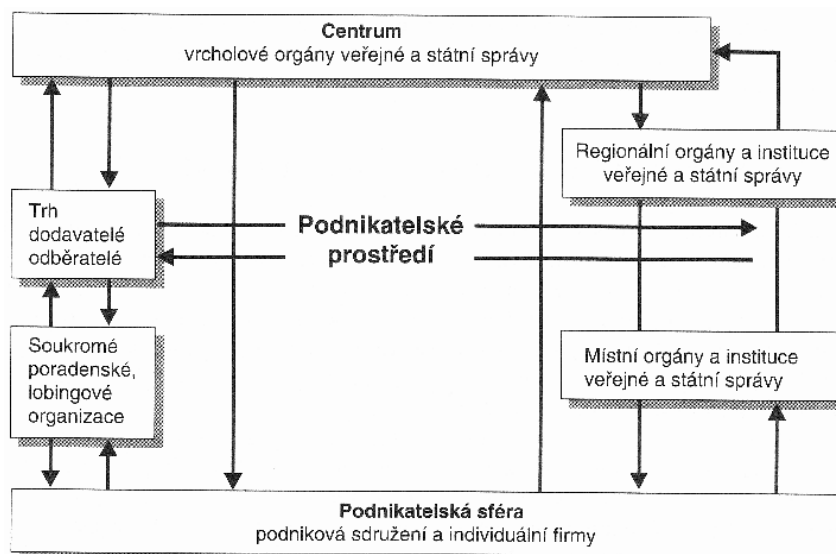 Centrum
vrcholové orgány veřejné a státní správy
Regionální orgány a instituce
veřejné a státní správy
Trh
dodavatelé
odběratelé
Podnikatelské
prostředí
Soukromé
poradenské,
lobingové
organizace
Místní orgány a instituce
veřejné a státní správy
Podnikatelská sféra
podniková sdružení a individuální firmy